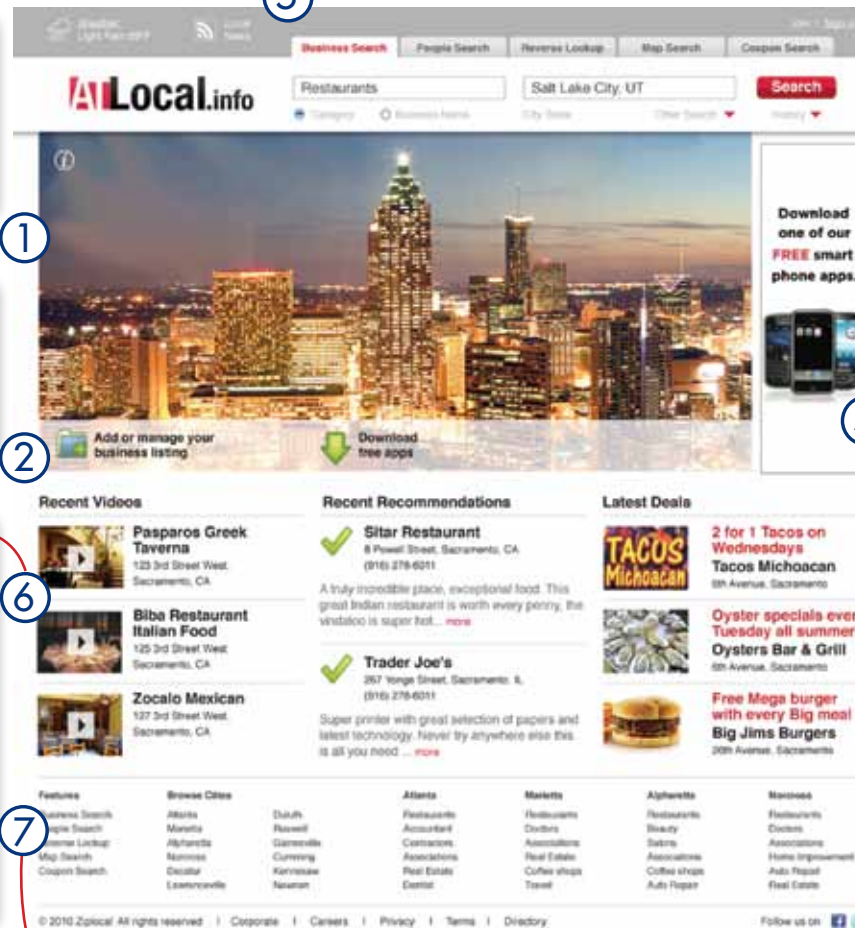 5
Local
News
Light Rain
Business Search
People Search
Reverse Lookup
Map Search
Coupon Search
ATLocal.info
Restaurants
Salt Lake City, UT
Search
Category
Business Name
City State
Other Search
History
1
Download
one of our
FREE smart
phone apps.
2
Add or manage your
business listing
Download
free apps
Recent Videos
Pasparos Greek
Taverna
123 3rd Street West
Sacramento, CA
6
Biba Restaurant
Italian Food
125 3rd Street West
Sacramento, CA
Zocalo Mexican
127 3rd Street West
Sacramento, CA
Recent Recommendations
Sitar Restaurant
8 Powell Street, Sacramento, CA
(916) 278-6011
A truly incredible place, exceptional food. This
great Indian restaurant is worth every penny, the
vindaloo is super hot... more
Trader Joe's
267 Yonge Street, Sacramento, IL
(916) 278-6011
Super printer with great selection of papers and
latest technology. Never try anywhere else this
is all you need ... more
Latest Deals
TACOS
Michoacan
2 for 1 Tacos on
Wednesdays
Tacos Michoacan
Avenue, Sacramento
Oyster specials ever
Tuesday all summer
Oysters Bar & Grill
Avenue, Sacramento
Free Mega burger
with every Big meal
Big Jims Burgers
Avenue, Sacramento
7
Features
Business Search
People Search
Reverse Lookup
Map Search
Coupon Search
Browse Cities
Atlanta
Marietta
Alpharetta
Norcross
Decatur
Lawrenceville
Duluth
Roswell
Gainesville
Cumming
Kennesaw
Newnan
Atlanta
Restaurants
Accountant
Contractors
Associations
Real Estate
Dentist
Marietta
Restaurants
Doctors
Associations
Real Estate
Coffee shops
Travel
Alpharetta
Restaurants
Beauty
Salons
Associations
Coffee shops
Auto Repair
Norcross
Restaurants
Doctors
Associations
Home Improvement
Auto Repair
Real Estate
© 2010 Ziplocal All rights reserved | Corporate | Careers | Privacy | Terms | Directory
Follow us on